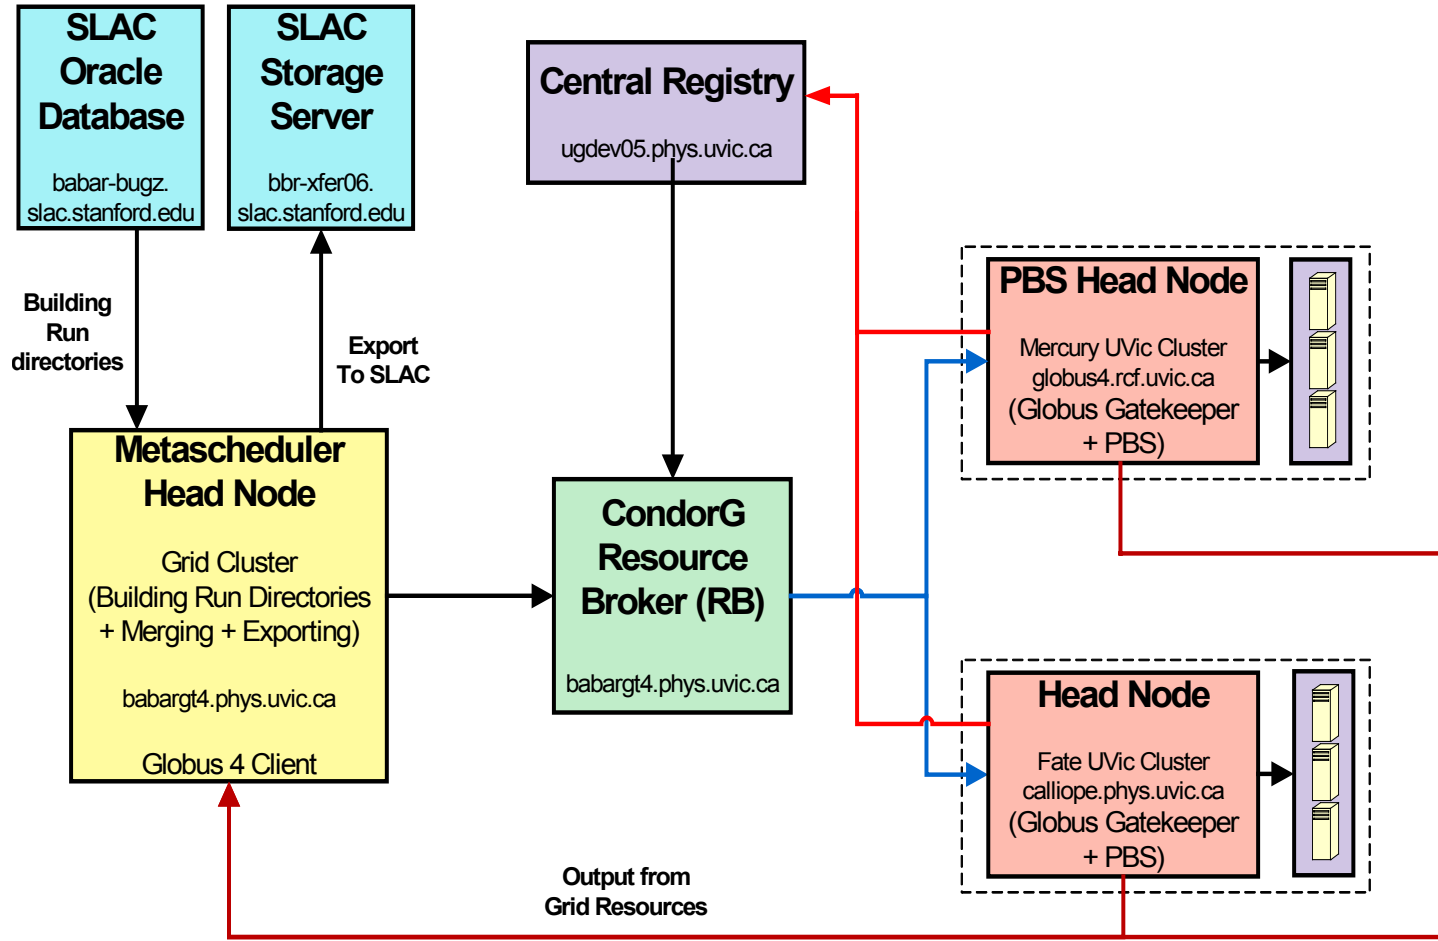 SLAC
Oracle
Database
babar-bugz.
slac.stanford.edu
SLAC
Storage
Server
bbr-xfer06.
slac.stanford.edu
Central Registry
ugdev05.phys.uvic.ca
Building
Run
directories
Export
To SLAC
PBS Head Node
Mercury UVic Cluster
globus4.rcf.uvic.ca
(Globus Gatekeeper
+ PBS)
Metascheduler
Head Node
Grid Cluster
(Building Run Directories
+ Merging + Exporting)
babargt4.phys.uvic.ca
Globus 4 Client
CondorG
Resource
Broker (RB)
babargt4.phys.uvic.ca
Head Node
Fate UVic Cluster
calliope.phys.uvic.ca
(Globus Gatekeeper
+ PBS)
Output from
Grid Resources